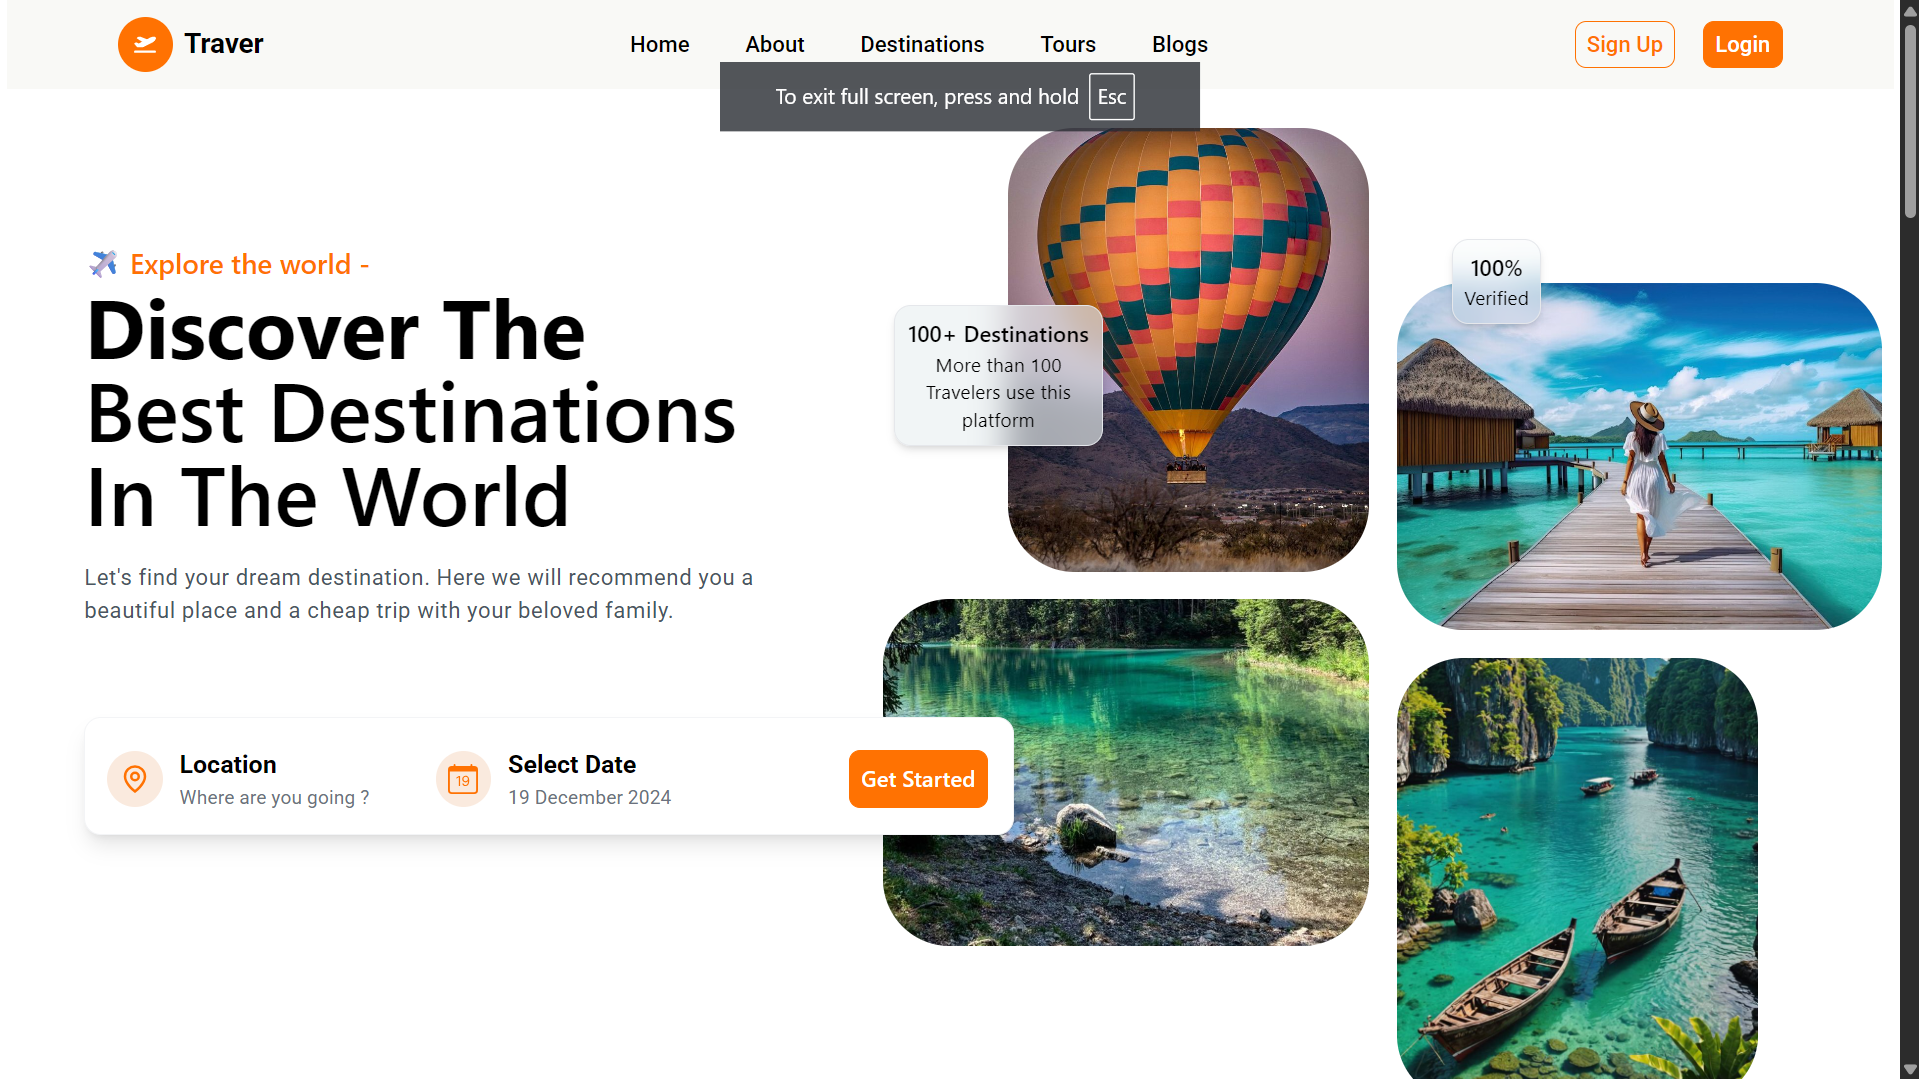 Traver
Home
About
Destinations
Tours
Blogs
Sign Up
Login
To exit full screen, press and hold Esc
Explore the world -
Discover The
Best Destinations
In The World
Let's find your dream destination. Here we will recommend you a
beautiful place and a cheap trip with your beloved family.
100+ Destinations
More than 100
Travelers use this
platform
100%
Verified
Location
Where are you going ?
19
Select Date
19 December 2024
Get Started